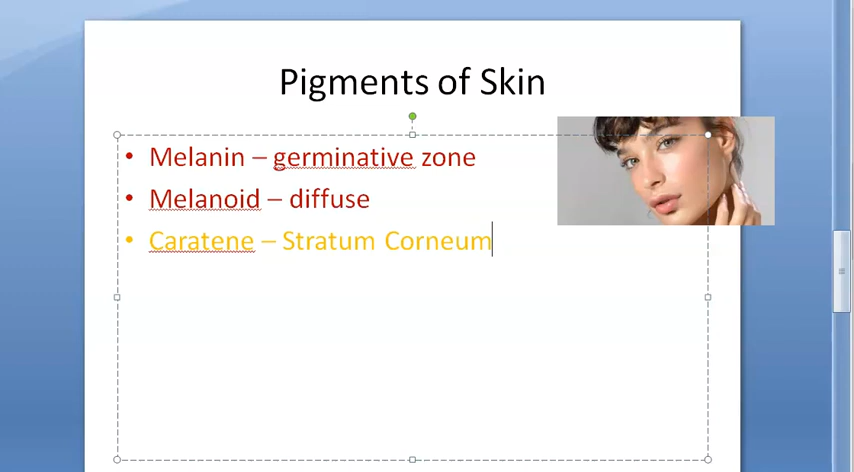 Pigments of Skin
• Melanin – germinative zone
• Melanoid – diffuse
• Caratene – Stratum Corneum